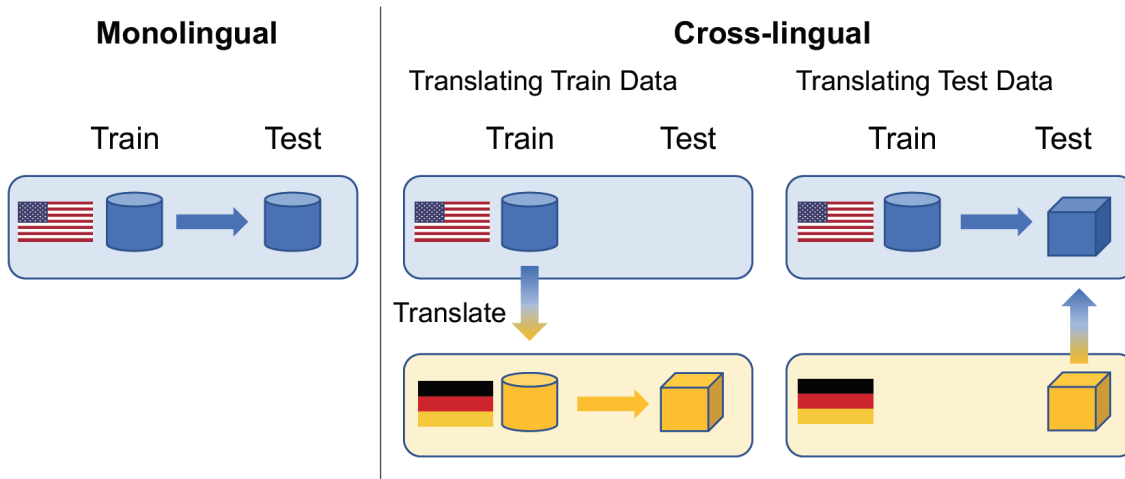 Monolingual
Cross-lingual
Translating Train Data
Translating Test Data
Train
Test
Train
Test
Train
Test
Translate